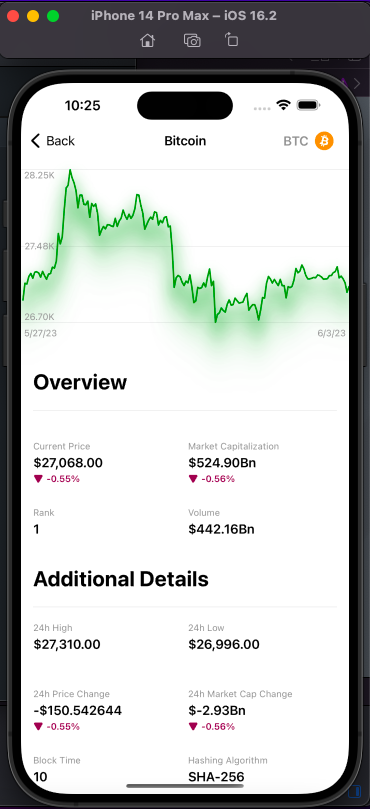 iPhone 14 Pro Max – iOS 16.2
10:25
Back Bitcoin BTC
28.25K
27.48K
26.70K
5/27/23 6/3/23
Overview
Current Price Market Capitalization
$27,068.00 $524.90Bn
-0.55% -0.56%
Rank Volume
1 $442.16Bn
Additional Details
24h High 24h Low
$27,310.00 $26,996.00
24h Price Change 24h Market Cap Change
-$150.542644 $-2.93Bn
-0.55% -0.56%
Block Time Hashing Algorithm
10 SHA-256